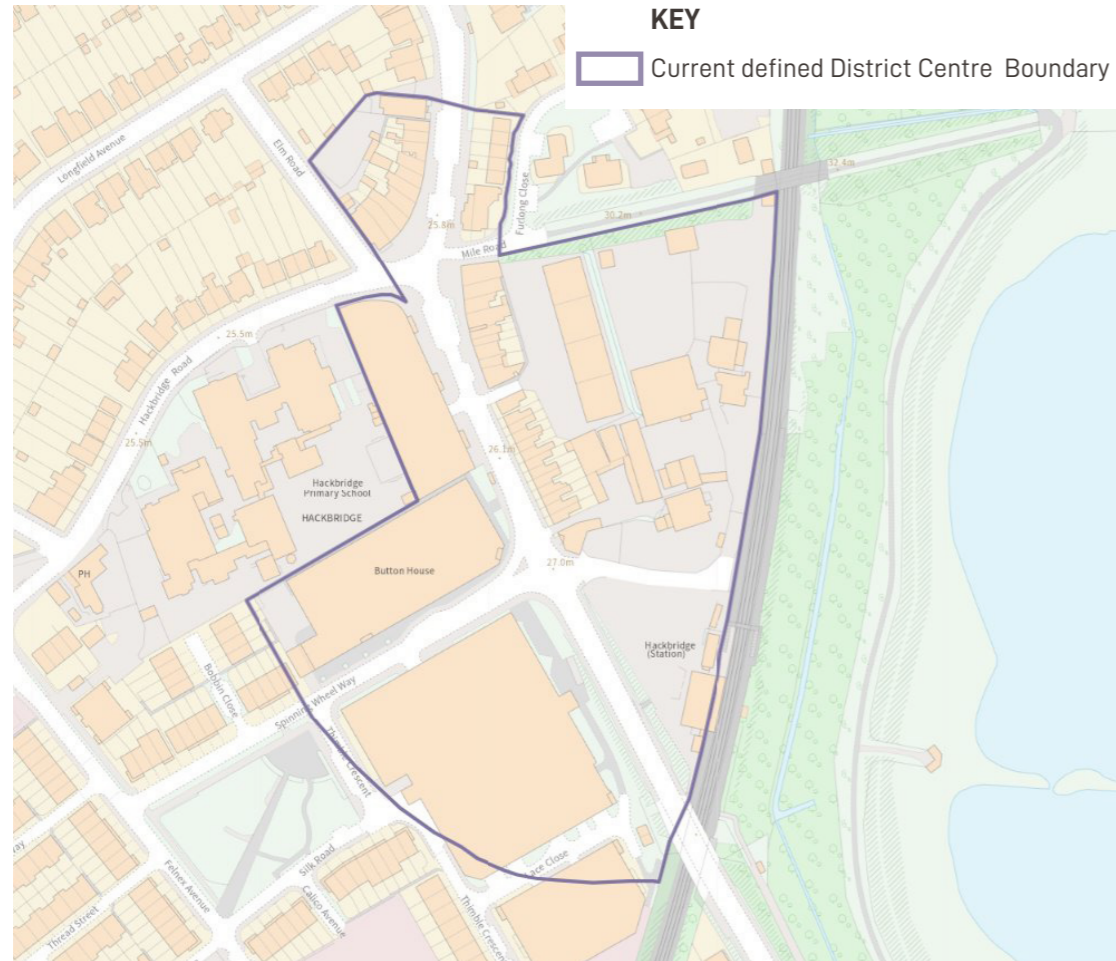 KEY
Current defined District Centre Boundary
Longfield Avenue
Elm Road
Furlong Close
32.4m
30.2m
25.8m
Mile Road
25.5m
Hackbridge Road
25.5m
26.1m
Hackbridge
Primary School
HACKBRIDGE
PH
Button House
27.0m
Hackbridge
(Station)
Bobbin Close
Spinning Wheel Way
Thimble Crescent
Silk Road
Lace Close
Felnex Avenue
Calico Avenue
Thimble Crescen
Thread Street